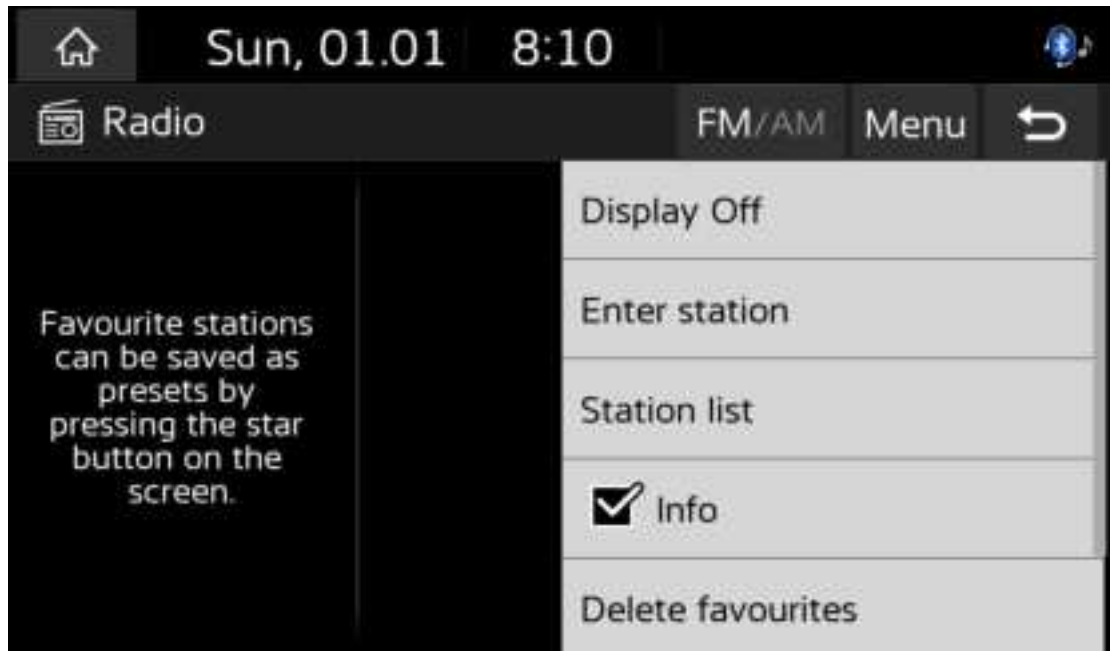 Sun, 01.01 8:10
Radio FM/AM Menu
Display Off
Enter station
Station list
Info
Delete favourites
Favourite stations
can be saved as
presets by
pressing the star
button on the
screen.